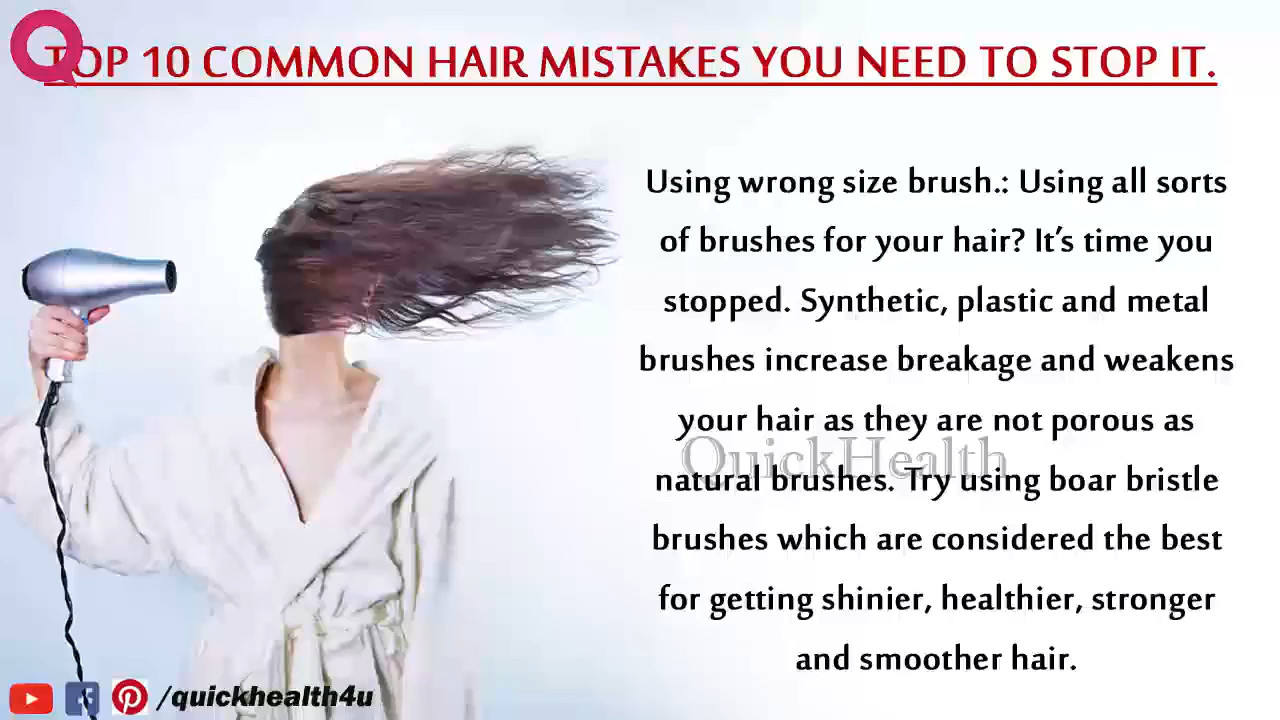 TOP 10 COMMON HAIR MISTAKES YOU NEED TO STOP IT.
Using wrong size brush.: Using all sorts
of brushes for your hair? It's time you
stopped. Synthetic, plastic and metal
brushes increase breakage and weakens
your hair as they are not porous as
QuickHealth
natural brushes. Try using boar bristle
brushes which are considered the best
for getting shinier, healthier, stronger
and smoother hair.
/quickhealth4u